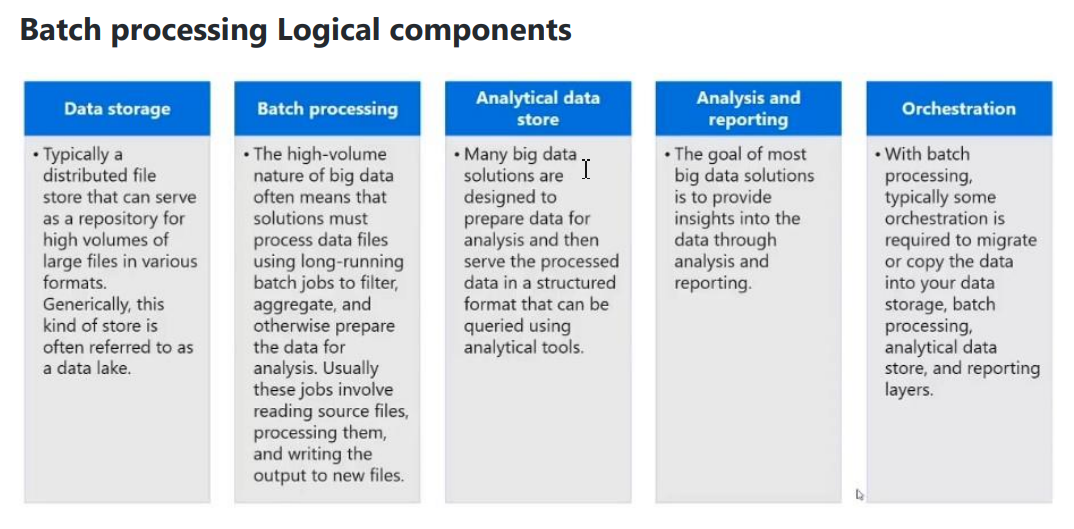 Batch processing Logical components
Data storage
• Typically a
distributed file
store that can serve
as a repository for
high volumes of
large files in various
formats.
Generically, this
kind of store is
often referred to as
a data lake.
Batch processing
• The high-volume
nature of big data
often means that
solutions must
process data files
using long-running
batch jobs to filter,
aggregate, and
otherwise prepare
the data for
analysis. Usually
these jobs involve
reading source files,
processing them,
and writing the
output to new files.
Analytical data
store
• Many big data
solutions are
designed to
prepare data for
analysis and then
serve the processed
data in a structured
format that can be
queried using
analytical tools.
Analysis and
reporting
• The goal of most
big data solutions
is to provide
insights into the
data through
analysis and
reporting.
Orchestration
• With batch
processing,
typically some
orchestration is
required to migrate
or copy the data
into your data
storage, batch
processing,
analytical data
store, and reporting
layers.